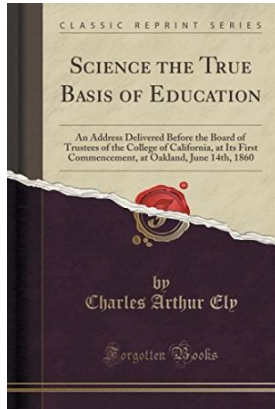 CLASSIC REPRINT SERIES
SCIENCE THE TRUE
BASIS OF EDUCATION
An Address Delivered Before the Board of
Trustees of the College of California, at Its First
Commencement, at Oakland, June 14th, 1860
by
Charles Arthur Ely
Forgotten Books